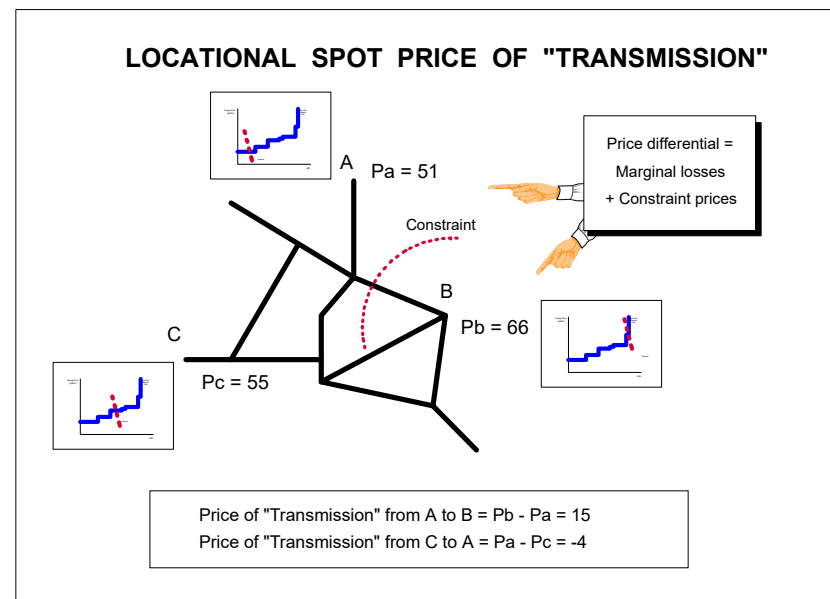 LOCATIONAL SPOT PRICE OF "TRANSMISSION"
A
Pa = 51
Price differential =
Marginal losses
+ Constraint prices
Constraint
B
Pb = 66
C
Pc = 55
Price of "Transmission" from A to B = Pb - Pa = 15
Price of "Transmission" from C to A = Pa - Pc = -4